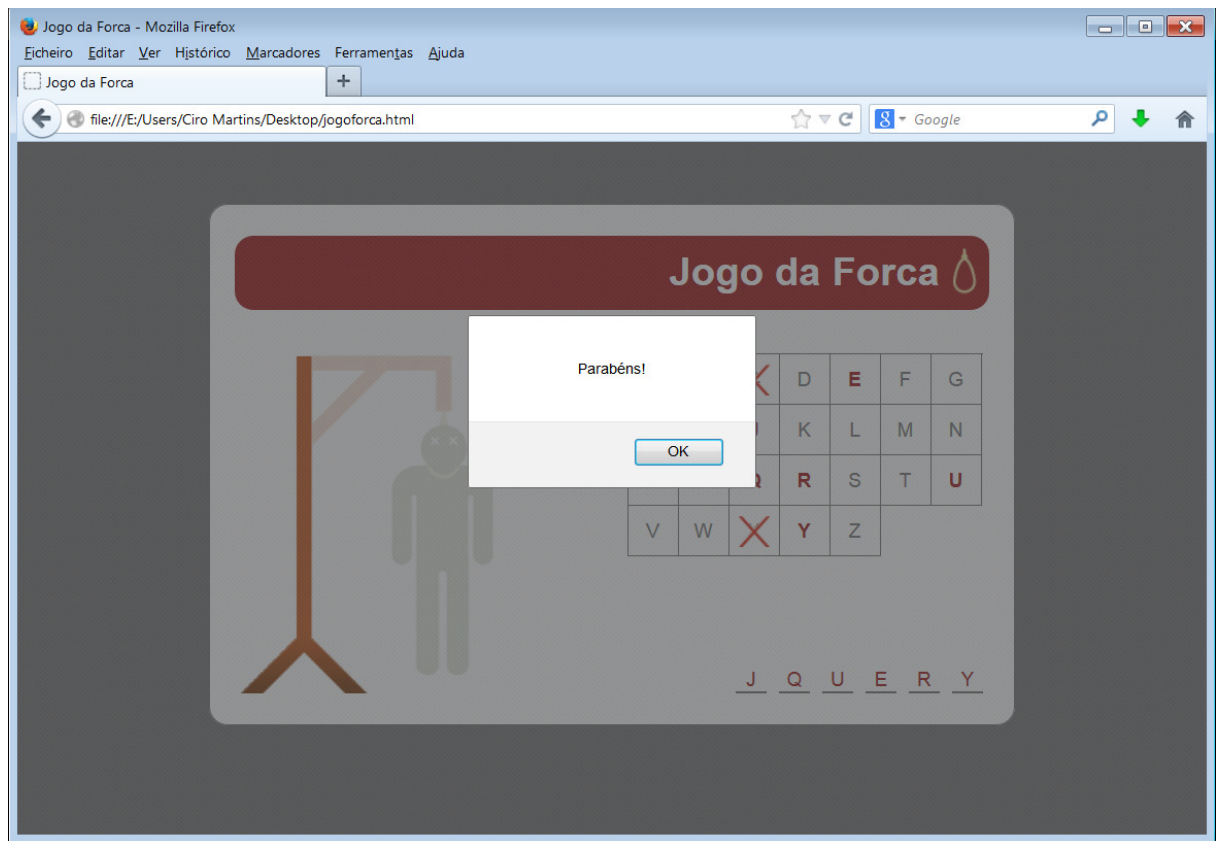 Jogo da Forca - Mozilla Firefox
Ficheiro Editar Ver Histórico Marcadores Ferramentas Ajuda
Jogo da Forca +
file:///E:/Users/Ciro Martins/Desktop/jogoforca.html 8 Google
Jogo da Forca
Parabéns!
OK
D E F G
K L M N
Q R S T U
V W X Y Z
J Q U E R Y